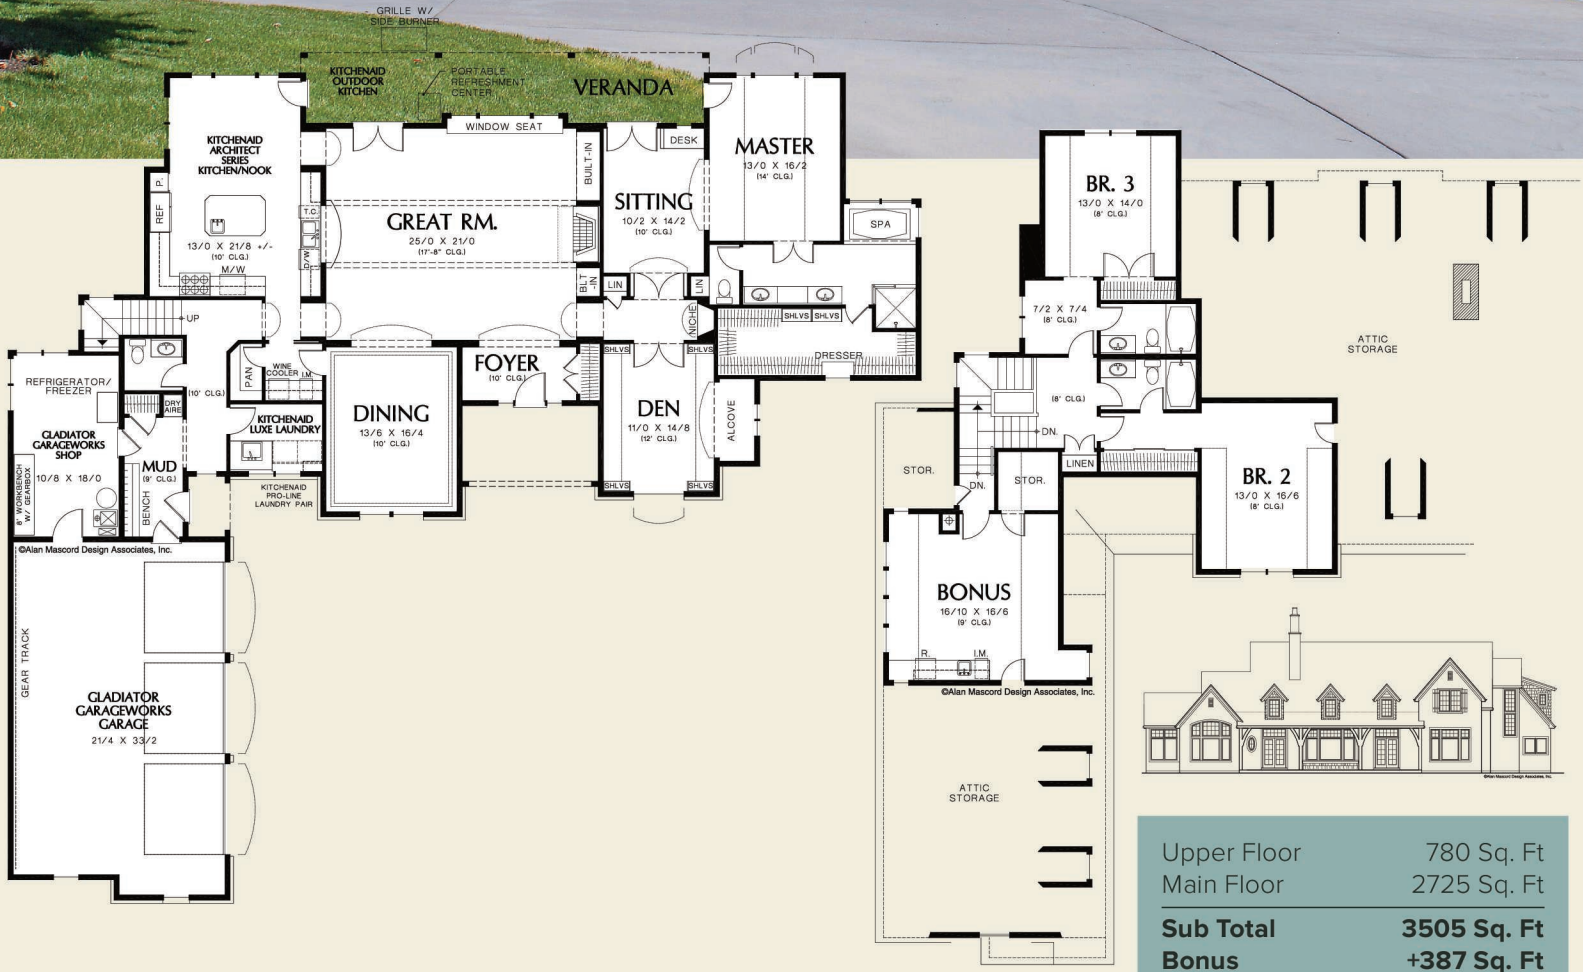 GRILLE W/
SIDE BURNER
KITCHENAID
OUTDOOR
KITCHEN
PORTABLE
REFRESHMENT
CENTER
VERANDA
WINDOW SEAT
KITCHENAID
ARCHITECT
SERIES
KITCHEN/NOOK
P.
REF
13/0 X 21/8 +/-
(10' CLG.)
M/W
T.C.
D/W
GREAT RM.
25/0 X 21/0
(17'-8" CLG.)
BUILT-IN
BLT
-IN
DESK
SITTING
10/2 X 14/2
(10' CLG.)
LIN
LIN
MASTER
13/0 X 16/2
(14' CLG.)
SPA
NICHE
SHLVS
SHLVS
DRESSER
UP
REFRIGERATOR/
FREEZER
GLADIATOR
GARAGEWORKS
SHOP
10/8 X 18/0
8' WORKBENCH
W/ GEARBOX
DRY
AIRE
MUD
(9' CLG.)
BENCH
(10' CLG.)
PAN
WINE
COOLER
I.M.
KITCHENAID
LUXE LAUNDRY
KITCHENAID
PRO-LINE
LAUNDRY PAIR
DINING
13/6 X 16/4
(10' CLG.)
FOYER
(10' CLG.)
SHLVS
SHLVS
DEN
11/0 X 14/8
(12' CLG.)
ALCOVE
SHLVS
SHLVS
©Alan Mascord Design Associates, Inc.
GEAR TRACK
GLADIATOR
GARAGEWORKS
GARAGE
21/4 X 33/2
BR. 3
13/0 X 14/0
(8' CLG.)
7/2 X 7/4
(8' CLG.)
ATTIC
STORAGE
(8' CLG.)
DN.
LINEN
STOR.
DN.
STOR.
BR. 2
13/0 X 16/6
(8' CLG.)
BONUS
16/10 X 16/6
(9' CLG.)
R.
I.M.
©Alan Mascord Design Associates, Inc.
ATTIC
STORAGE
©Alan Mascord Design Associates, Inc.
Upper Floor 780 Sq. Ft
Main Floor 2725 Sq. Ft
Sub Total 3505 Sq. Ft
Bonus +387 Sq. Ft